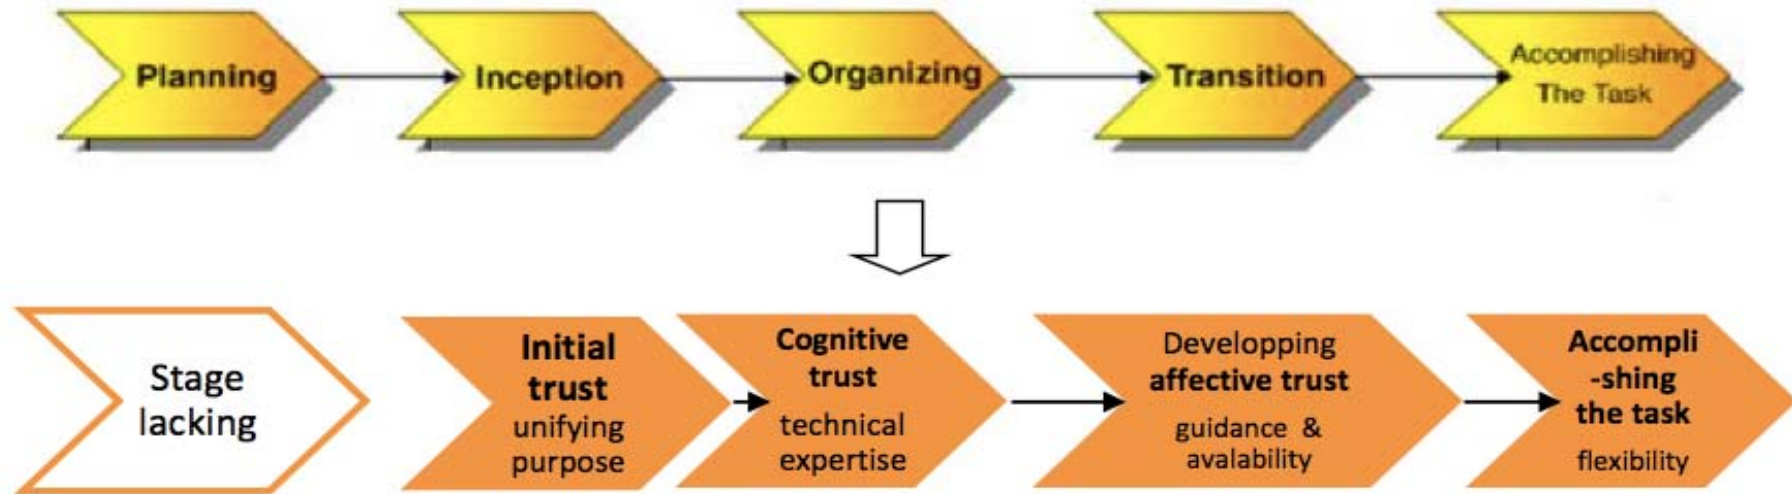 Planning
Inception
Organizing
Transition
Accomplishing
The Task
Stage
lacking
Initial
trust
unifying
purpose
Cognitive
trust
technical
expertise
Developping
affective trust
guidance &
avalability
Accompli
-shing
the task
flexibility